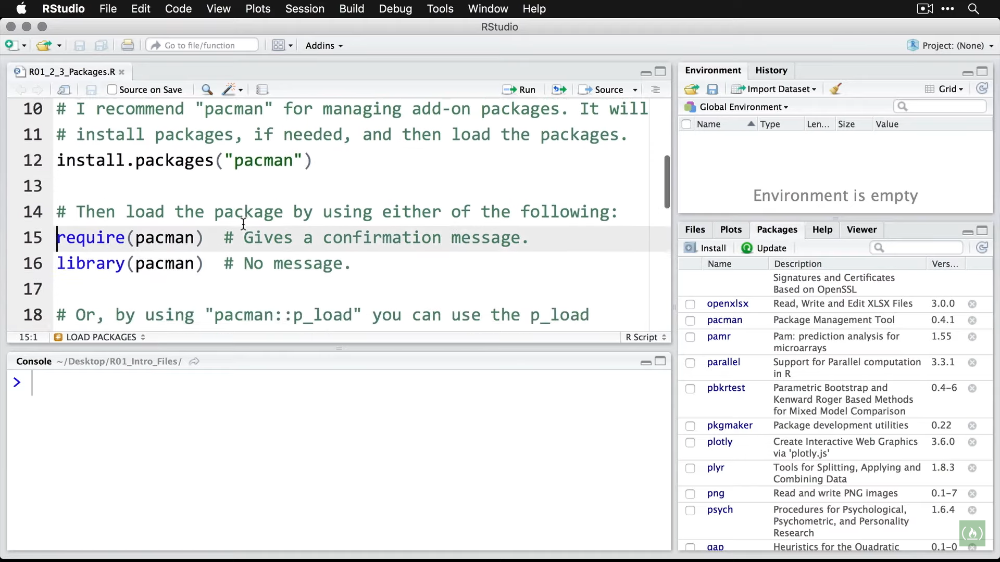 RStudio File Edit Code View Plots Session Build Debug Tools Window Help
RStudio
Go to file/function Addins Project: (None)
R01_2_3_Packages.R
Source on Save Run Source
10 # I recommend "pacman" for managing add-on packages. It will
11 # install packages, if needed, and then load the packages.
12 install.packages("pacman")
13
14 # Then load the package by using either of the following:
15 require(pacman) # Gives a confirmation message.
16 library(pacman) # No message.
17
18 # Or, by using "pacman::p_load" you can use the p_load
15:1 LOAD PACKAGES R Script
Console ~/Desktop/R01_Intro_Files/
>
Environment History
Import Dataset Grid
Global Environment
Name Type Len... Size Value
Environment is empty
Files Plots Packages Help Viewer
Install Update
Name Description Vers...
Signatures and Certificates
Based on OpenSSL
openxlsx Read, Write and Edit XLSX Files 3.0.0
pacman Package Management Tool 0.4.1
pamr Pam: prediction analysis for 1.55
microarrays
parallel Support for Parallel computation 3.3.1
in R
pbkrtest Parametric Bootstrap and 0.4-6
Kenward Roger Based Methods
for Mixed Model Comparison
pkgmaker Package development utilities 0.22
plotly Create Interactive Web Graphics 3.6.0
via 'plotly.js'
plyr Tools for Splitting, Applying and 1.8.3
Combining Data
png Read and write PNG images 0.1-7
psych Procedures for Psychological, 1.6.4
Psychometric, and Personality
Research
qap Heuristics for the Quadratic 0.1-0